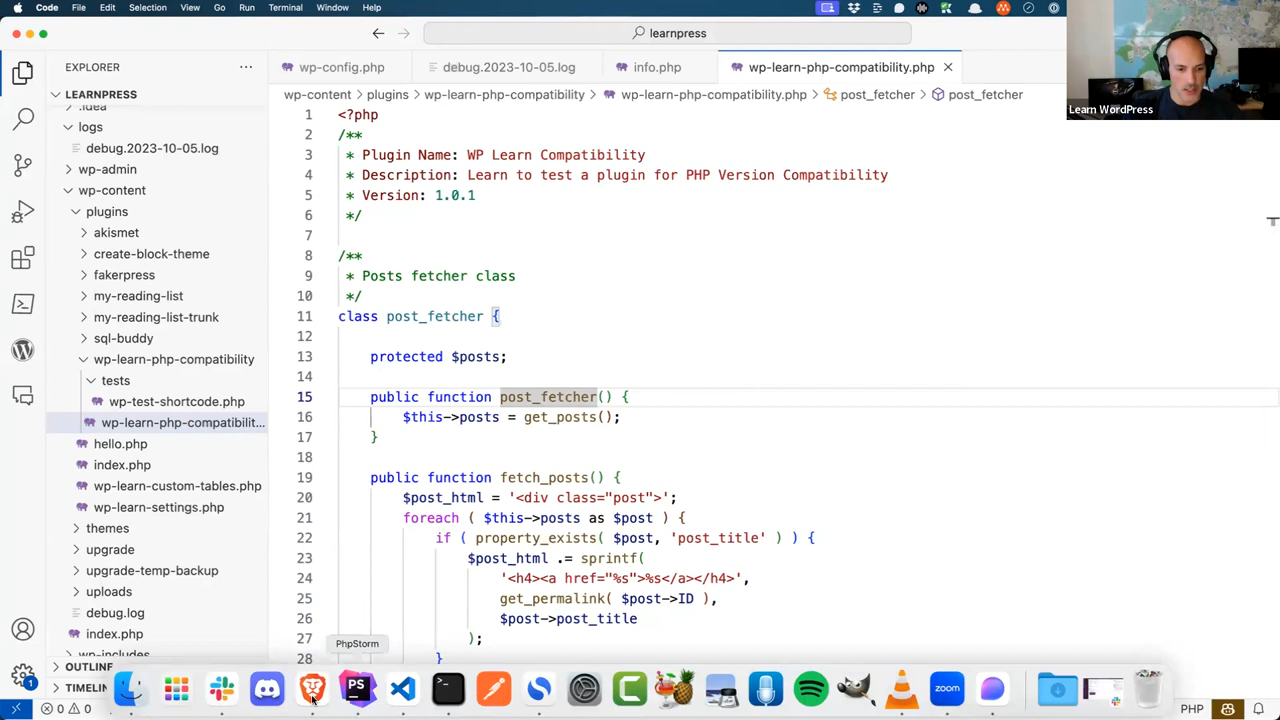 Code File Edit Selection View Go Run Terminal Window Help
learnpress
EXPLORER
wp-config.php debug.2023-10-05.log info.php wp-learn-php-compatibility.php
Learn WordPress
LEARNPRESS
.idea
logs
debug.2023-10-05.log
wp-admin
wp-content
plugins
akismet
create-block-theme
fakerpress
my-reading-list
my-reading-list-trunk
sql-buddy
wp-learn-php-compatibility
tests
wp-test-shortcode.php
wp-learn-php-compatibilit...
hello.php
index.php
wp-learn-custom-tables.php
wp-learn-settings.php
themes
upgrade
upgrade-temp-backup
uploads
debug.log
index.php
wp-includes
OUTLINE
TIMELINE
wp-content plugins wp-learn-php-compatibility wp-learn-php-compatibility.php post_fetcher post_fetcher
1 <?php
2 /**
3 * Plugin Name: WP Learn Compatibility
4 * Description: Learn to test a plugin for PHP Version Compatibility
5 * Version: 1.0.1
6 */
7
8 /**
9 * Posts fetcher class
10 */
11 class post_fetcher {
12
13 protected $posts;
14
15 public function post_fetcher() {
16 $this->posts = get_posts();
17 }
18
19 public function fetch_posts() {
20 $post_html = '<div class="post">';
21 foreach ( $this->posts as $post ) {
22 if ( property_exists( $post, 'post_title' ) ) {
23 $post_html .= sprintf(
24 '<h4><a href="%s">%s</a></h4>',
25 get_permalink( $post->ID ),
26 $post->post_title
27 );
28 }
PhpStorm
PS
zoom
1
0 0
PHP